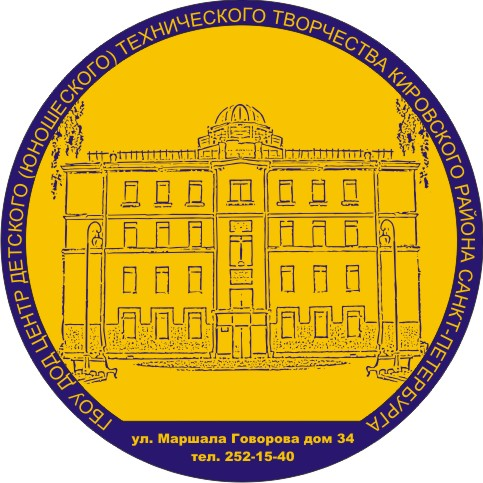 ГБОУ ДОД ЦЕНТР ДЕТСКОГО (ЮНОШЕСКОГО) ТЕХНИЧЕСКОГО ТВОРЧЕСТВА КИРОВСКОГО РАЙОНА САНКТ-ПЕТЕРБУРГА
ул. Маршала Говорова дом 34
тел. 252-15-40